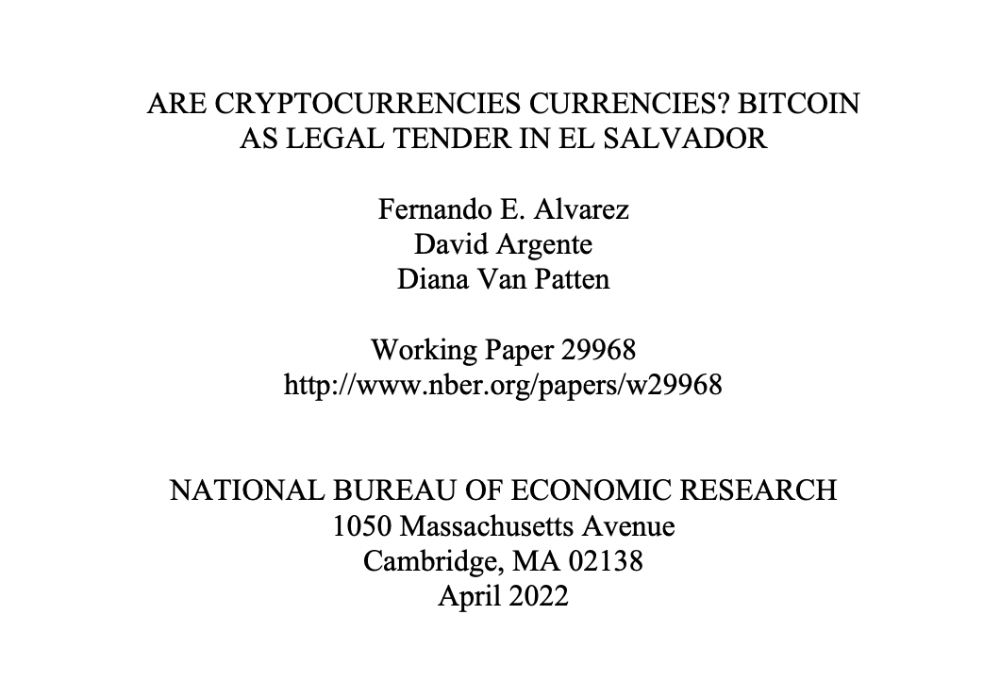 ARE CRYPTOCURRENCIES CURRENCIES? BITCOIN
AS LEGAL TENDER IN EL SALVADOR
Fernando E. Alvarez
David Argente
Diana Van Patten
Working Paper 29968
http://www.nber.org/papers/w29968
NATIONAL BUREAU OF ECONOMIC RESEARCH
1050 Massachusetts Avenue
Cambridge, MA 02138
April 2022